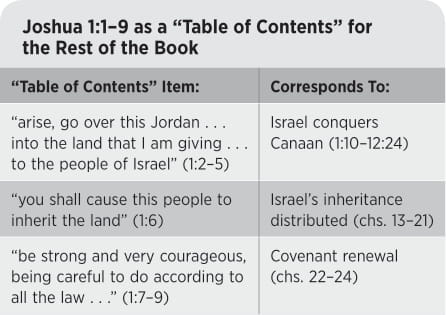 Joshua 1:1–9 as a “Table of Contents” for
the Rest of the Book
“Table of Contents” Item:
Corresponds To:
“arise, go over this Jordan . . .
into the land that I am giving . . .
to the people of Israel” (1:2–5)
Israel conquers
Canaan (1:10–12:24)
“you shall cause this people to
inherit the land” (1:6)
Israel’s inheritance
distributed (chs. 13–21)
“be strong and very courageous,
being careful to do according to
all the law . . .” (1:7–9)
Covenant renewal
(chs. 22–24)